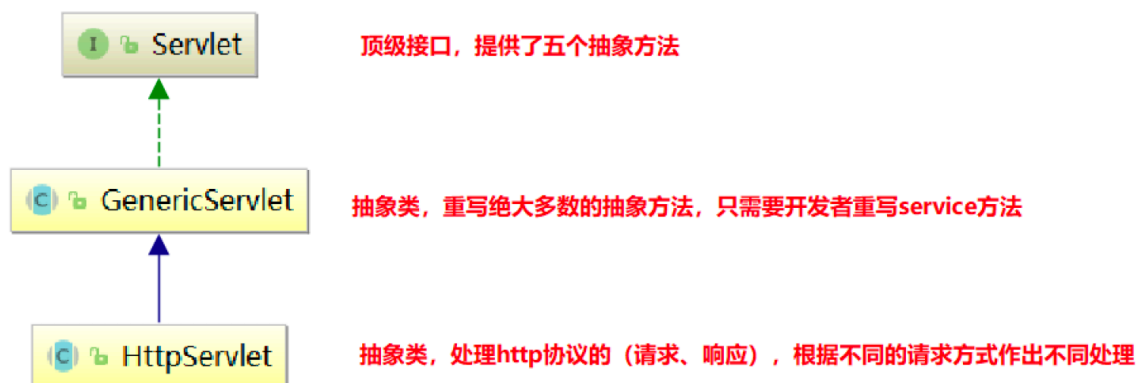 I Servlet 顶级接口，提供了五个抽象方法
C GenericServlet 抽象类，重写绝大多数的抽象方法，只需要开发者重写service方法
C HttpServlet 抽象类，处理http协议的（请求、响应），根据不同的请求方式作出不同处理